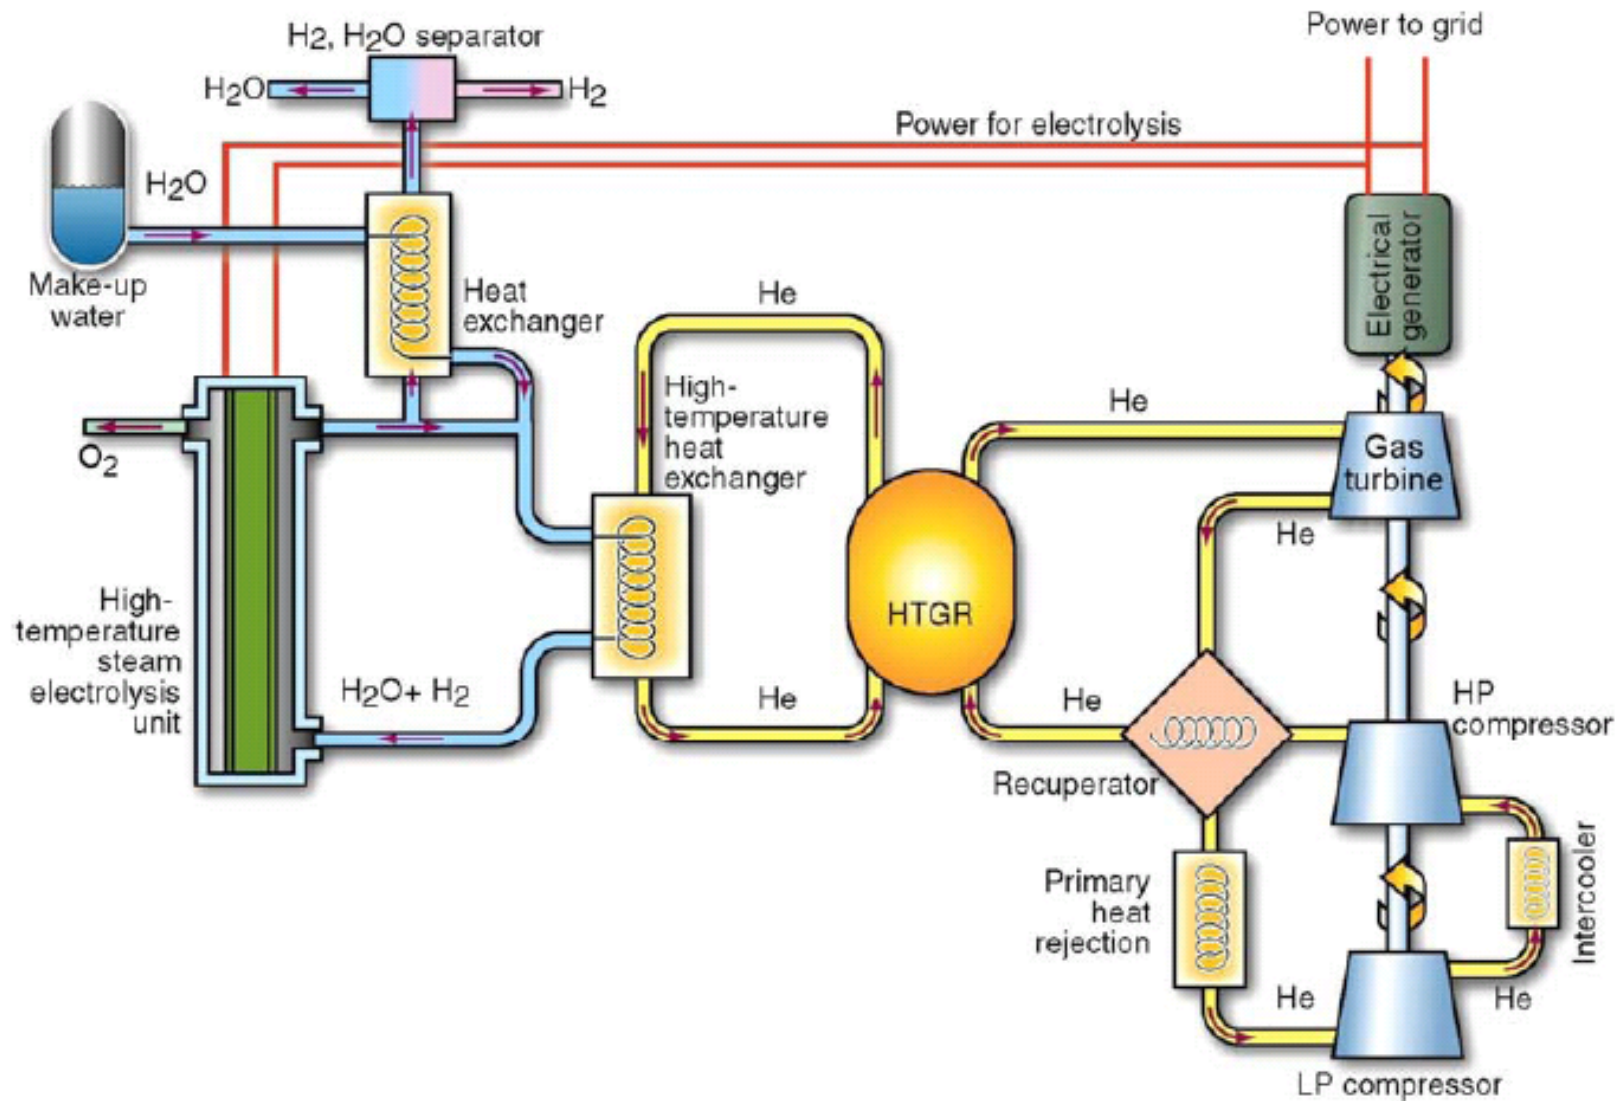 H2, H2O separator
Power to grid
H2O
H2
Power for electrolysis
H2O
Make-up
water
Heat
exchanger
He
Electrical
generator
High-
temperature
heat
exchanger
He
Gas
turbine
He
O2
HTGR
High-
temperature
steam
electrolysis
unit
H2O+ H2
He
He
HP
compressor
Recuperator
Primary
heat
rejection
Intercooler
He
He
LP compressor